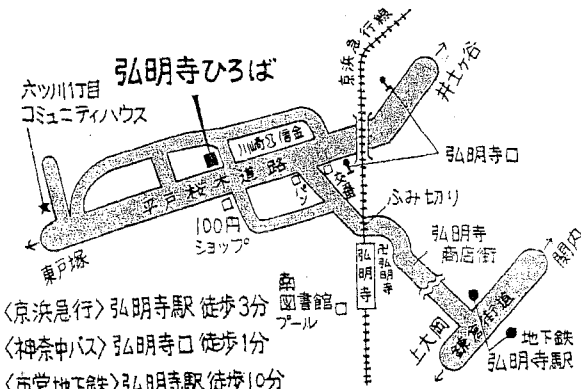 京浜急行線
井土ヶ谷
弘明寺ひろば
六ツ川1丁目
コミュニティハウス
川崎信金
弘明寺口
平戸桜木道路
パン
交番
ふみ切り
100円
ショップ
東戸塚
弘明寺
卍弘明寺
弘明寺
商店街
関内
鎌倉街道
上大岡
地下鉄
弘明寺駅
南
図書館
プール
〈京浜急行〉弘明寺駅 徒歩3分
〈神奈中バス〉弘明寺口 徒歩1分
〈市営地下鉄〉弘明寺駅 徒歩10分